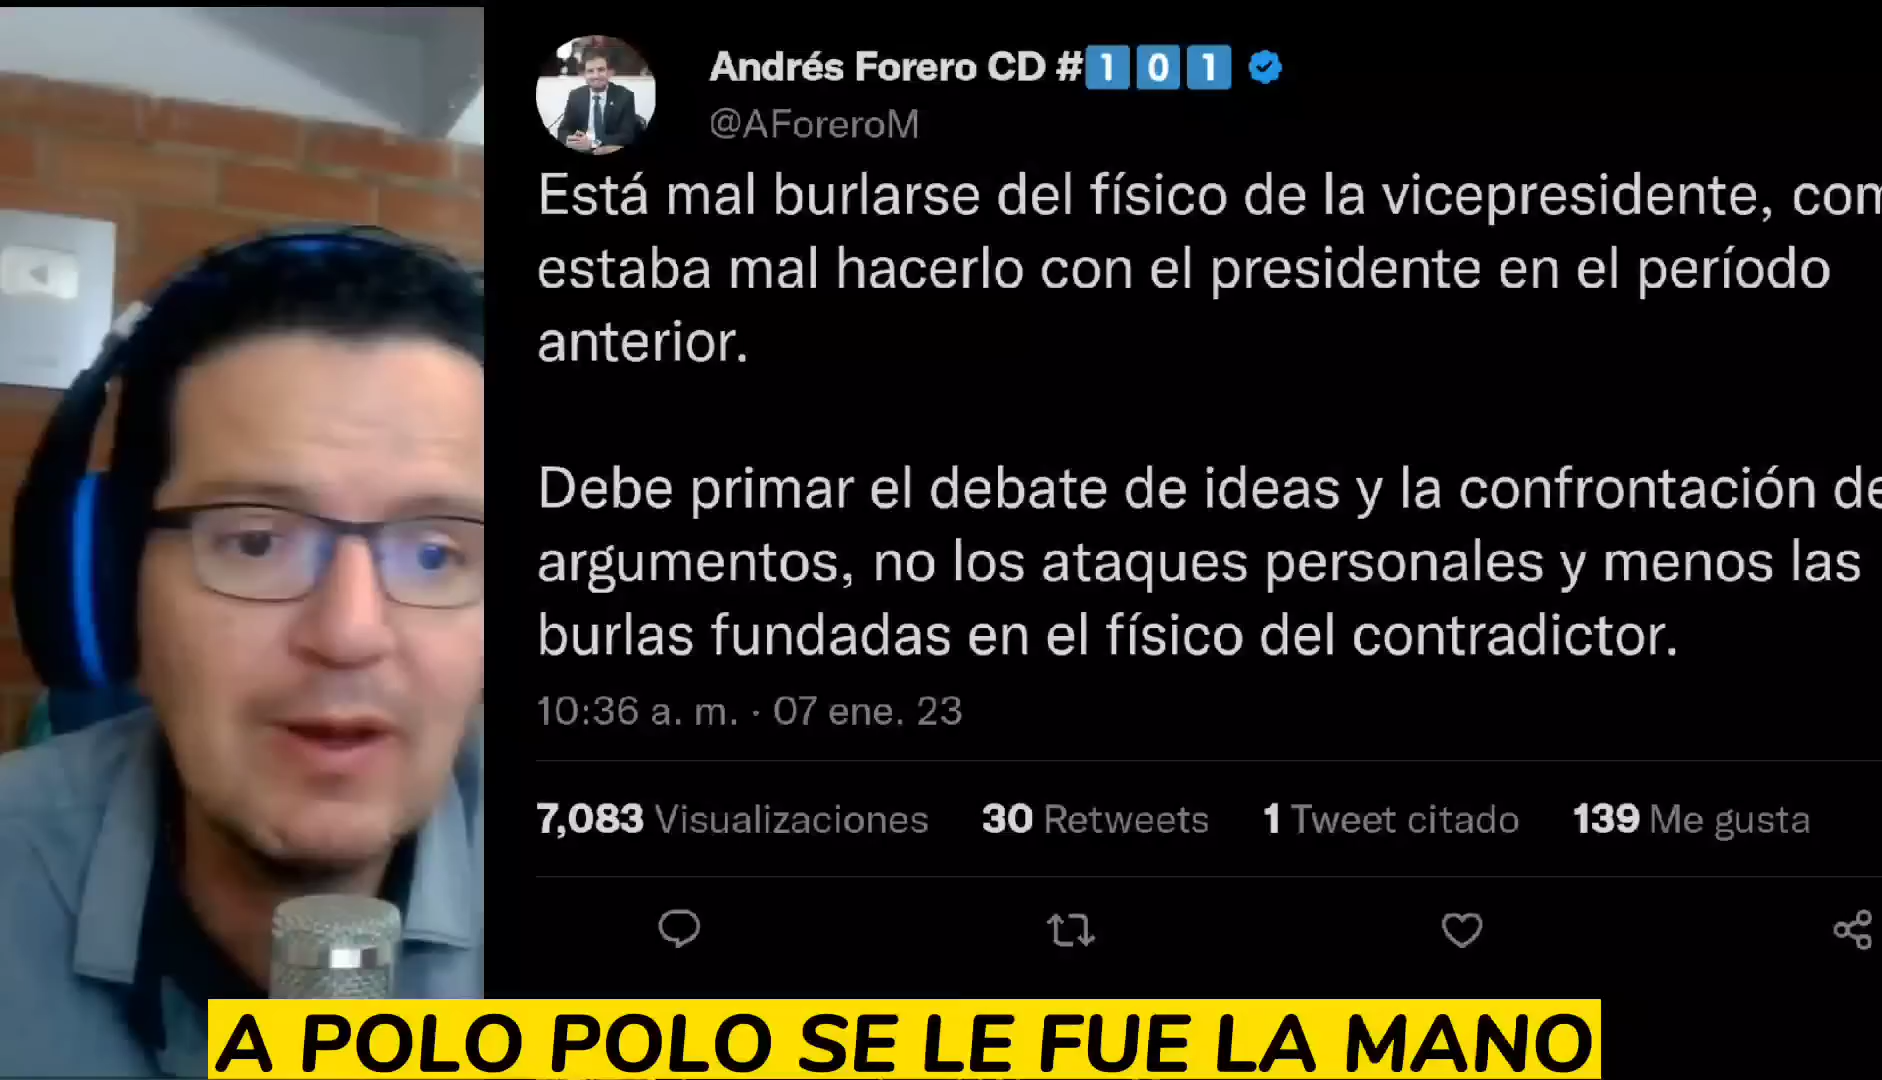 Andrés Forero CD #101
@AForeroM
Está mal burlarse del físico de la vicepresidente, com
estaba mal hacerlo con el presidente en el período
anterior.
Debe primar el debate de ideas y la confrontación de
argumentos, no los ataques personales y menos las
burlas fundadas en el físico del contradictor.
10:36 a. m. · 07 ene. 23
7,083 Visualizaciones 30 Retweets 1 Tweet citado 139 Me gusta
A POLO POLO SE LE FUE LA MANO